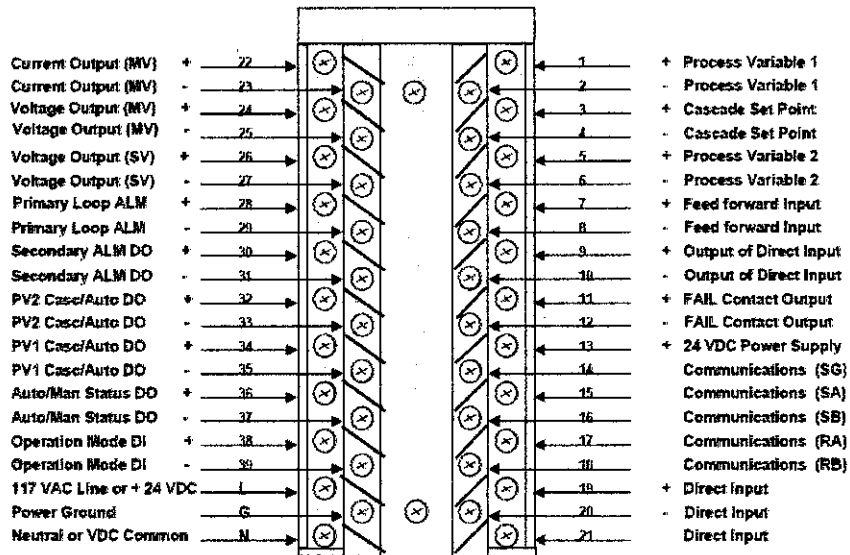 Current Output (MV) + 22
Current Output (MV) - 23
Voltage Output (MV) + 24
Voltage Output (MV) - 25
Voltage Output (SV) + 26
Voltage Output (SV) - 27
Primary Loop ALM + 28
Primary Loop ALM - 29
Secondary ALM DO + 30
Secondary ALM DO - 31
PV2 Casc/Auto DO + 32
PV2 Casc/Auto DO - 33
PV1 Casc/Auto DO + 34
PV1 Casc/Auto DO - 35
Auto/Man Status DO + 36
Auto/Man Status DO - 37
Operation Mode DI + 38
Operation Mode DI - 39
117 VAC Line or + 24 VDC L
Power Ground G
Neutral or VDC Common N
1 + Process Variable 1
2 - Process Variable 1
3 + Cascade Set Point
4 - Cascade Set Point
5 + Process Variable 2
6 - Process Variable 2
7 + Feed forward Input
8 - Feed forward Input
9 + Output of Direct Input
10 - Output of Direct Input
11 + FAIL Contact Output
12 - FAIL Contact Output
13 + 24 VDC Power Supply
14 Communications (SG)
15 Communications (SA)
16 Communications (SB)
17 Communications (RA)
18 Communications (RB)
19 + Direct Input
20 - Direct Input
21 Direct Input